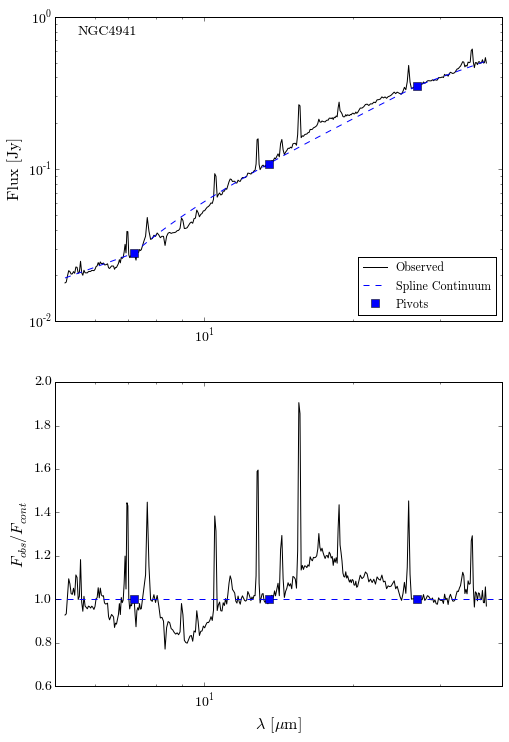 NGC4941
Flux [Jy]
10^0
10^-1
10^-2
Observed
Spline Continuum
Pivots
10^1
F_obs/F_cont
2.0
1.8
1.6
1.4
1.2
1.0
0.8
0.6
10^1
λ [μm]